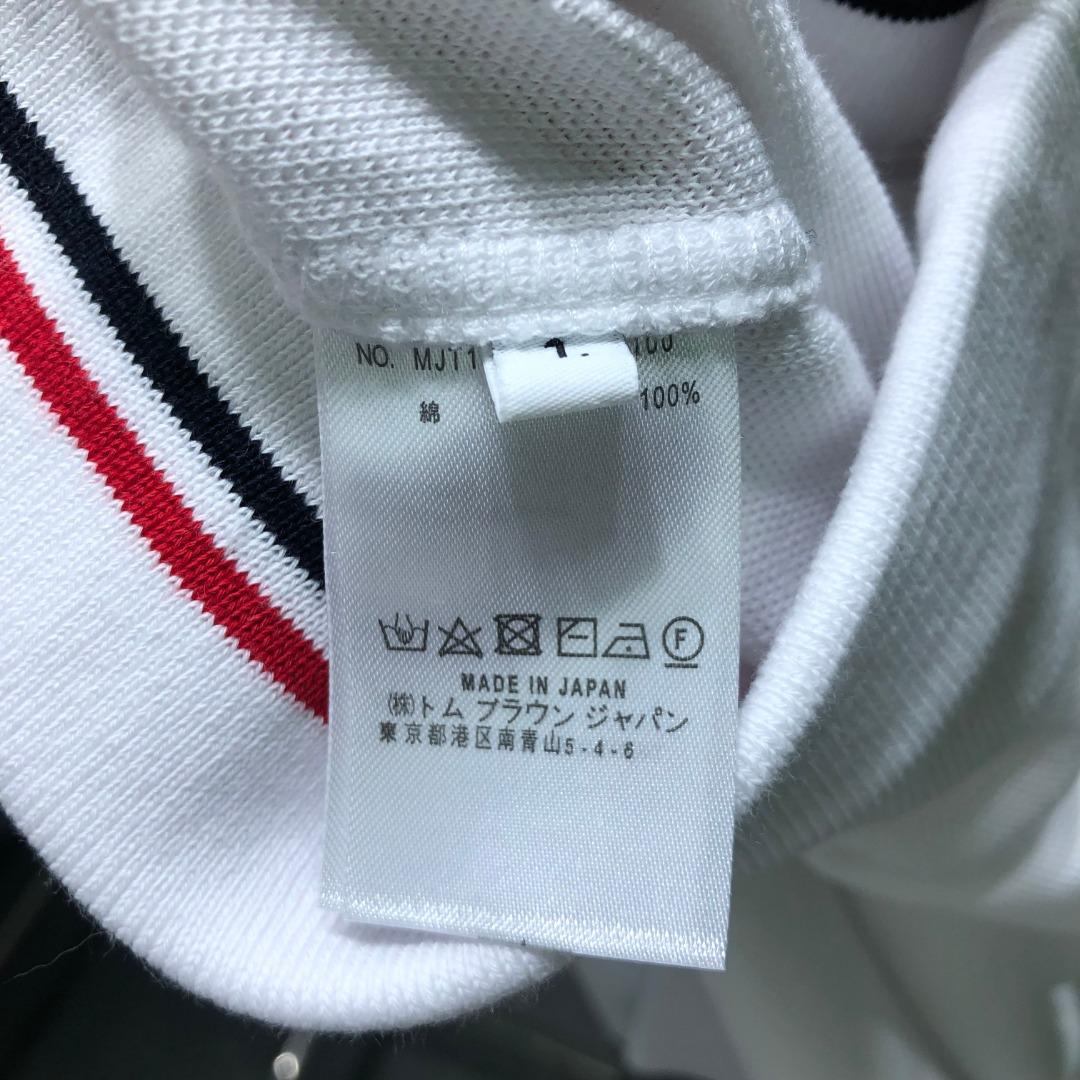 NO. MJT1 100
綿 100%
F
MADE IN JAPAN
㈱トム ブラウン ジャパン
東京都港区南青山5-4-6